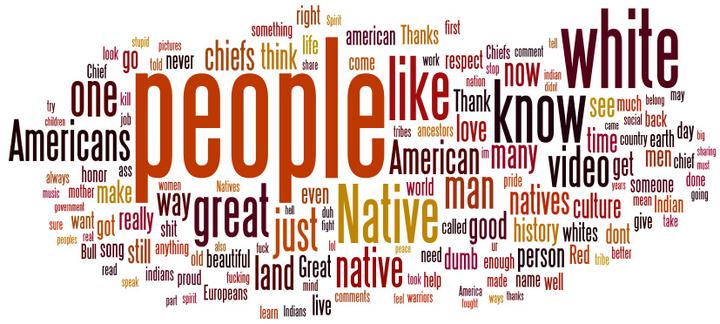 right Spirit
something
american Thanks first
stupid pictures life tell
look go told never chiefs think share come work respect Chiefs comment white
Chief now indian
stop nation didnt
one kill people like Thank know see much belong may
try children job tribes ancestors love came social back
Americans American im many time country earth day big
sharing
always honor ass world video get men chief must
music mother make women Natives even man pride natives years someone done
government way great hell Native culture mean Indian going
sure want got really shit just duh fight called good history whites dont give take
peoples real also lol peace
Bull song still anything old beautiful fuck need dumb ur enough person Red tribe better
read speak indians proud fucking land Great native took help made name well
part spirit Europeans Indians mind live comments feel warriors America fought ways thanks
learn